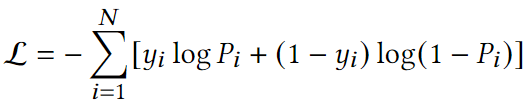 ℒ = − ∑_{i=1}^{N} [y_i log P_i + (1 − y_i) log(1 − P_i)]